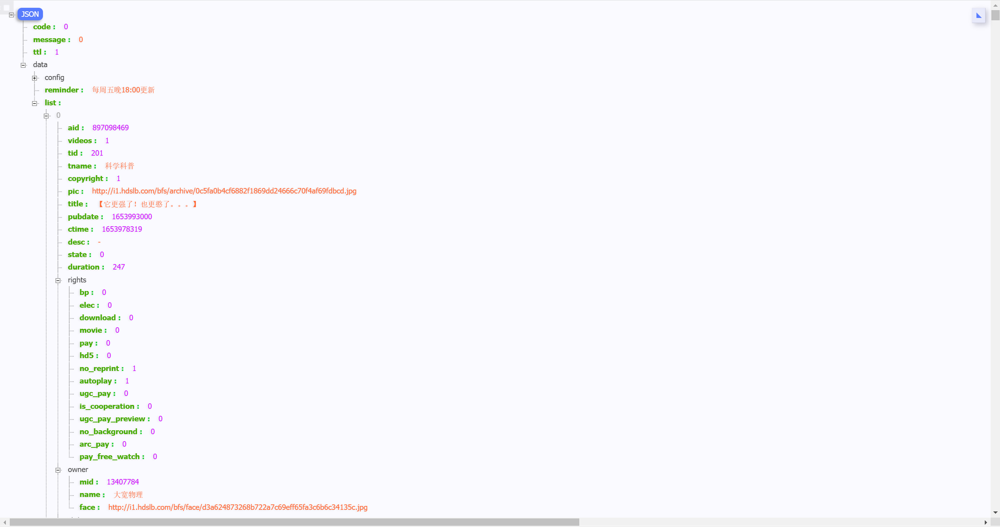 JSON
code : 0
message : 0
ttl : 1
data
config
reminder : 每周五晚18:00更新
list :
0
aid : 897098469
videos : 1
tid : 201
tname : 科学科普
copyright : 1
pic : http://i1.hdslb.com/bfs/archive/0c5fa0b4cf6882f1869dd24666c70f4af69fdbcd.jpg
title : 【它更强了！也更憨了。。。】
pubdate : 1653993000
ctime : 1653978319
desc : -
state : 0
duration : 247
rights
bp : 0
elec : 0
download : 0
movie : 0
pay : 0
hd5 : 0
no_reprint : 1
autoplay : 1
ugc_pay : 0
is_cooperation : 0
ugc_pay_preview : 0
no_background : 0
arc_pay : 0
pay_free_watch : 0
owner
mid : 13407784
name : 大宽物理
face : http://i1.hdslb.com/bfs/face/d3a624873268b722a7c69eff65fa3c6b6c34135c.jpg